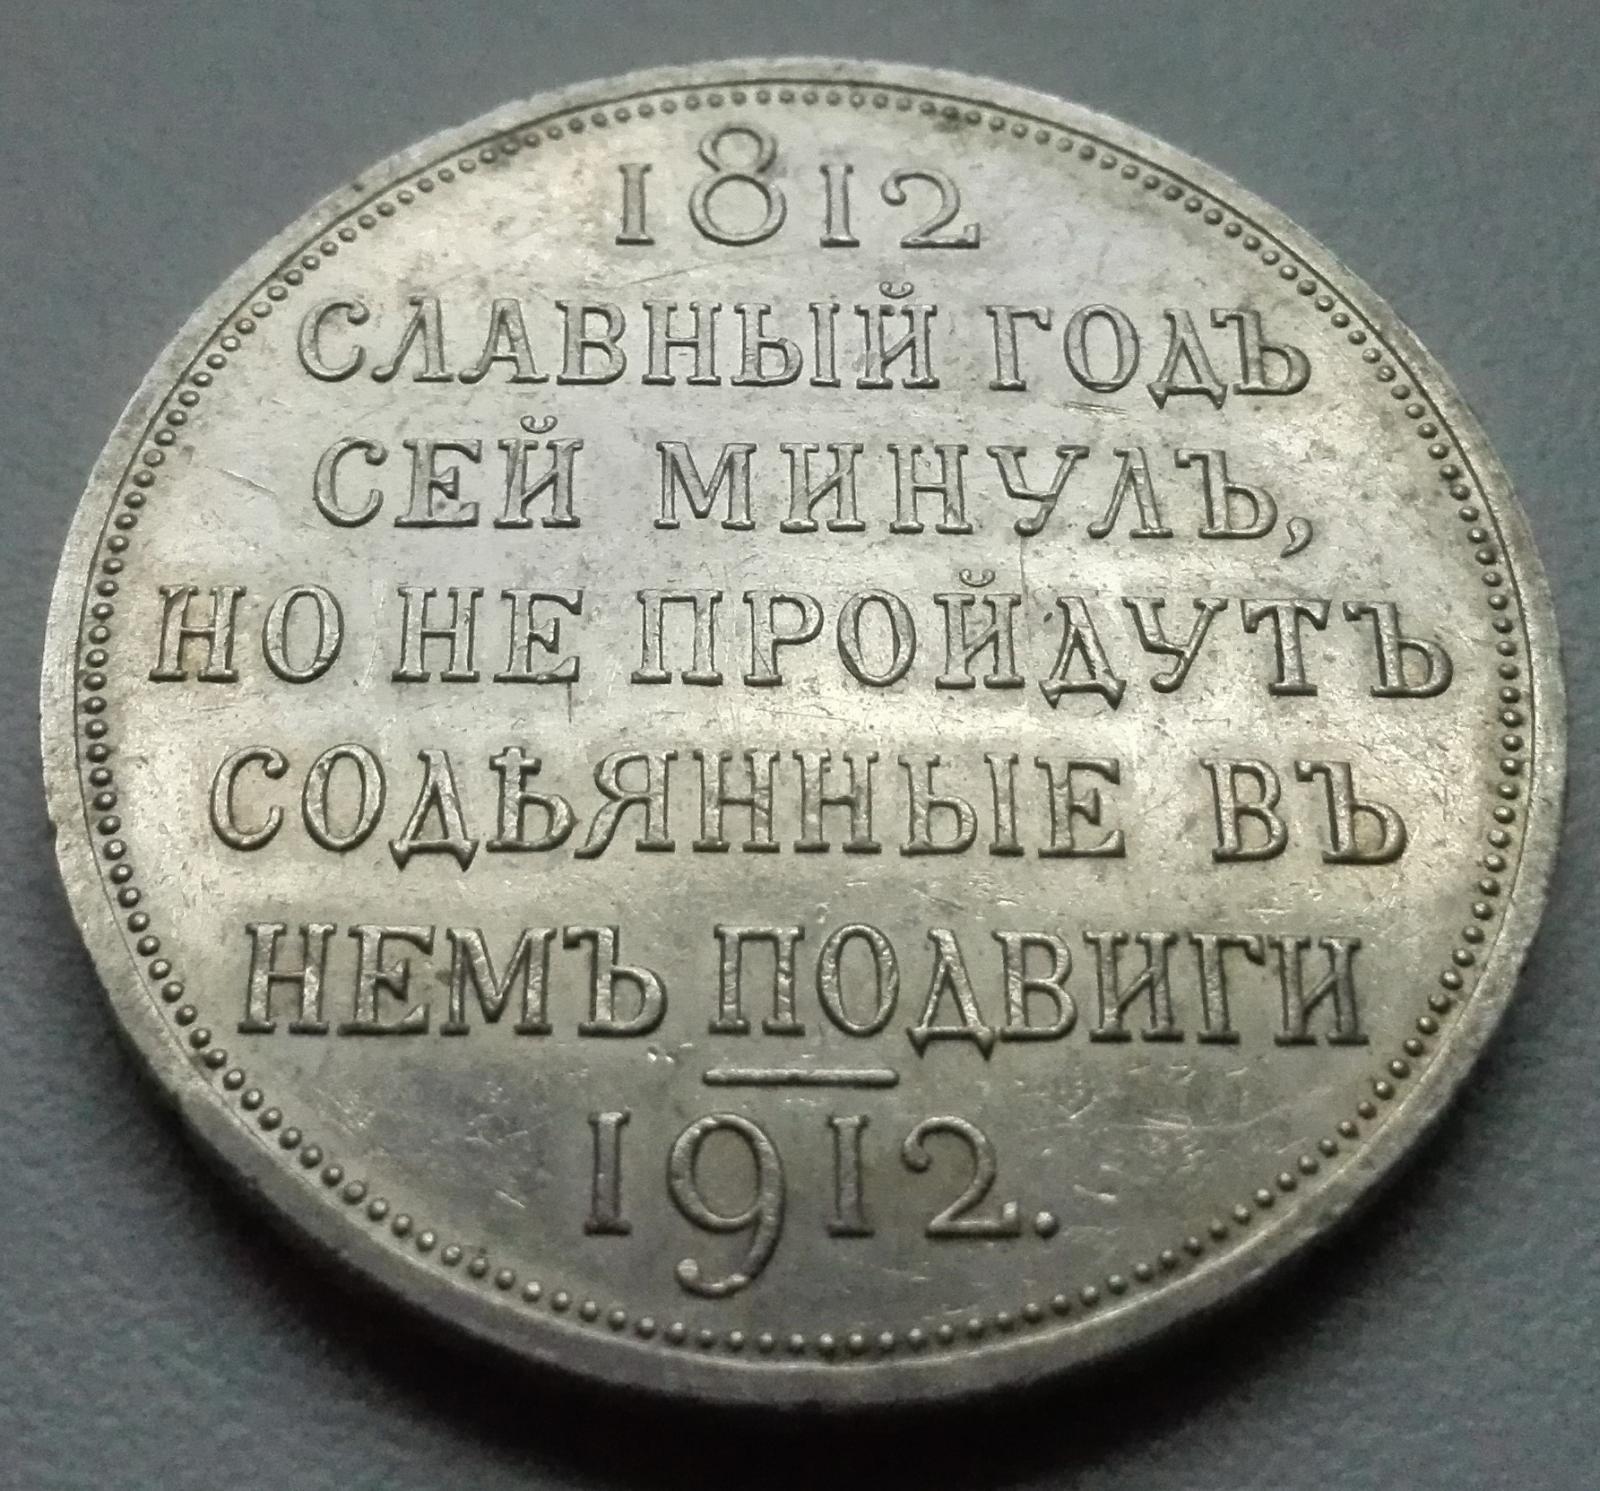 1812
СЛАВНЫЙ ГОДЪ
СЕЙ МИНУЛЪ,
НО НЕ ПРОЙДУТЪ
СОДѢЯННЫЕ ВЪ
НЕМЪ ПОДВИГИ
1912.